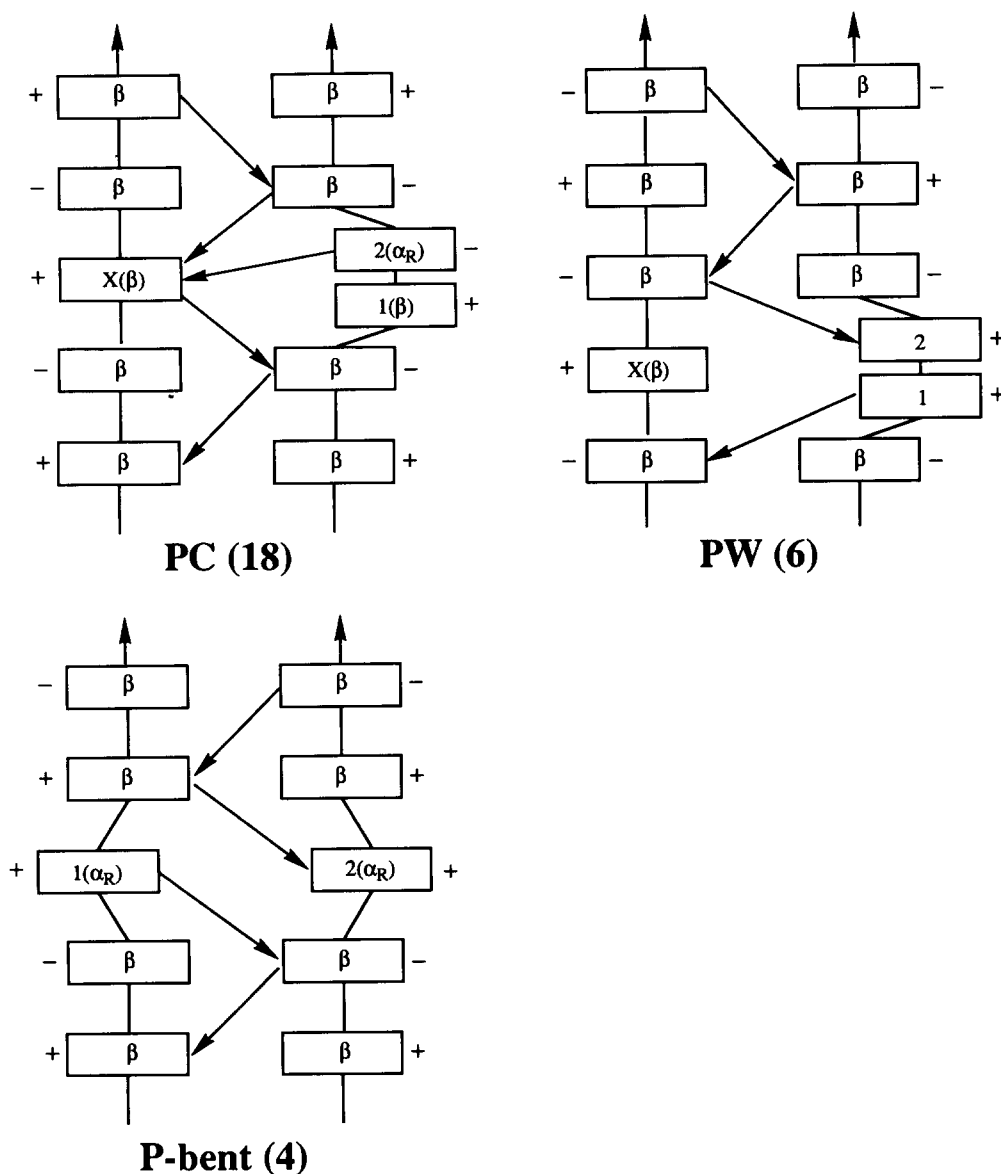 + β β +
- β β -
+ X(β) 2(αR) -
1(β) +
- β β -
+ β β +
PC (18)
- β β -
+ β β +
- β β -
2 +
+ X(β) 1 +
- β β -
PW (6)
- β β -
+ β β +
+ 1(αR) 2(αR) +
- β β -
+ β β +
P-bent (4)